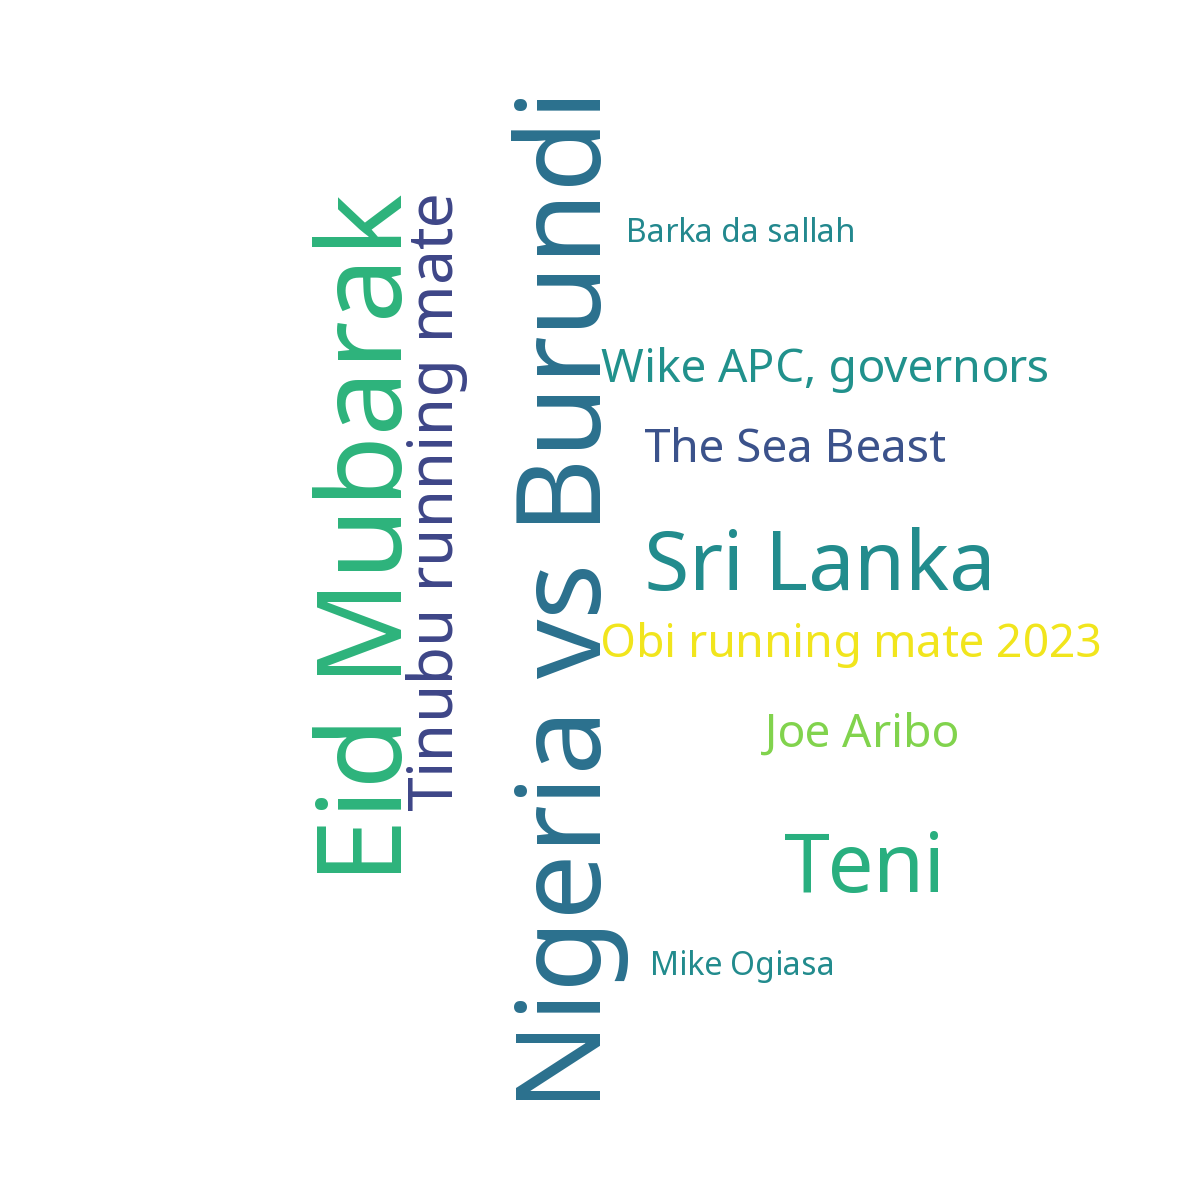 Eid Mubarak
Tinubu running mate
Nigeria vs Burundi
Barka da sallah
Wike APC, governors
The Sea Beast
Sri Lanka
Obi running mate 2023
Joe Aribo
Teni
Mike Ogiasa